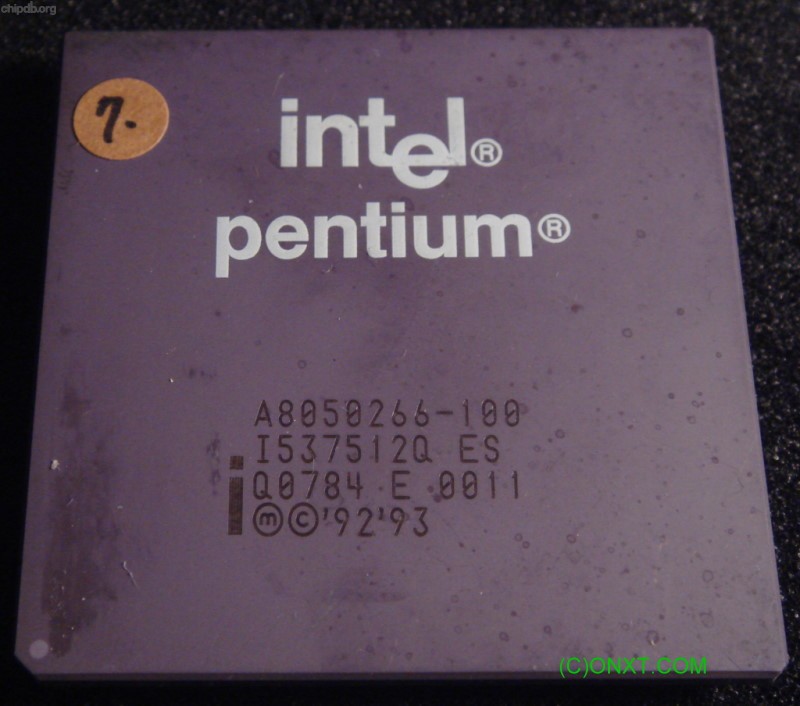 chipdb.org
7.
intel®
pentium®
A8050266-100
I537512Q ES
Q0784 E 0011
ⓜ©'92'93
(C)ONXT.COM